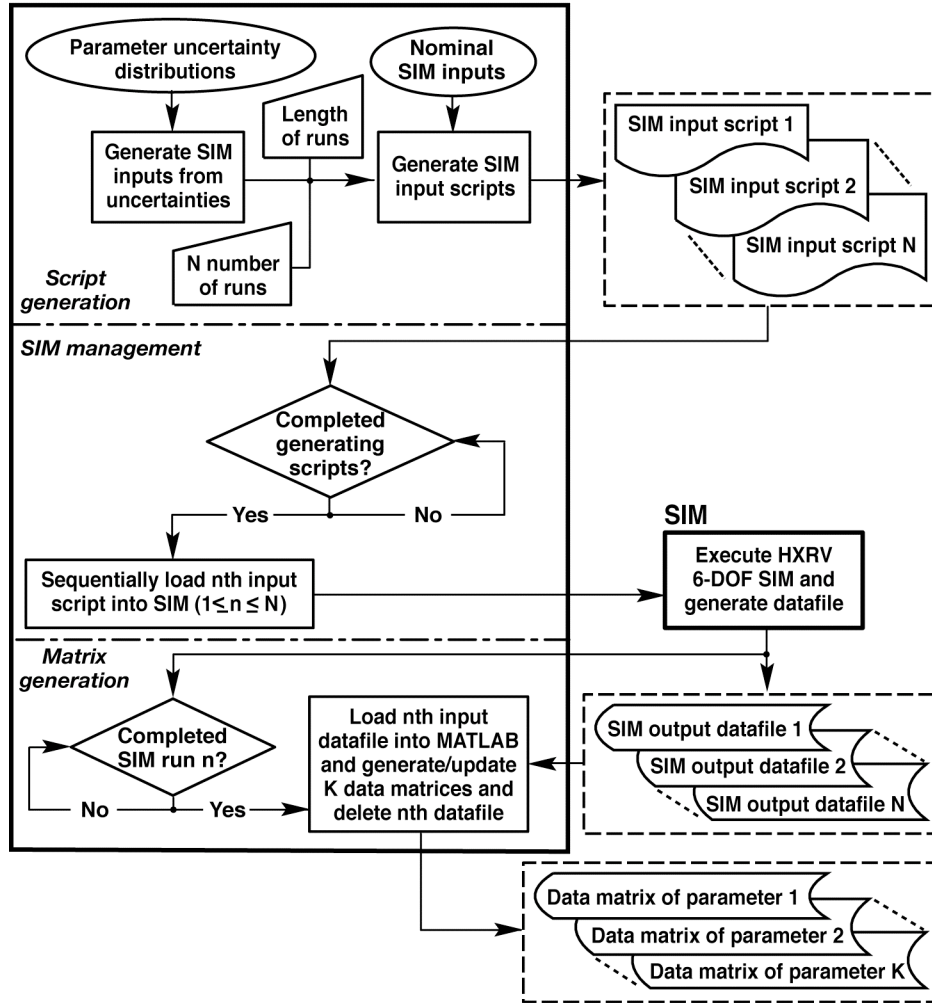 Parameter uncertainty
distributions
Nominal
SIM inputs
Length
of runs
Generate SIM
inputs from
uncertainties
Generate SIM
input scripts
N number
of runs
Script
generation
SIM input script 1
SIM input script 2
SIM input script N
SIM management
Completed
generating
scripts?
Yes
No
Sequentially load nth input
script into SIM (1≤n ≤ N)
SIM
Execute HXRV
6-DOF SIM and
generate datafile
Matrix
generation
Completed
SIM run n?
No
Yes
Load nth input
datafile into MATLAB
and generate/update
K data matrices and
delete nth datafile
SIM output datafile 1
SIM output datafile 2
SIM output datafile N
Data matrix of parameter 1
Data matrix of parameter 2
Data matrix of parameter K